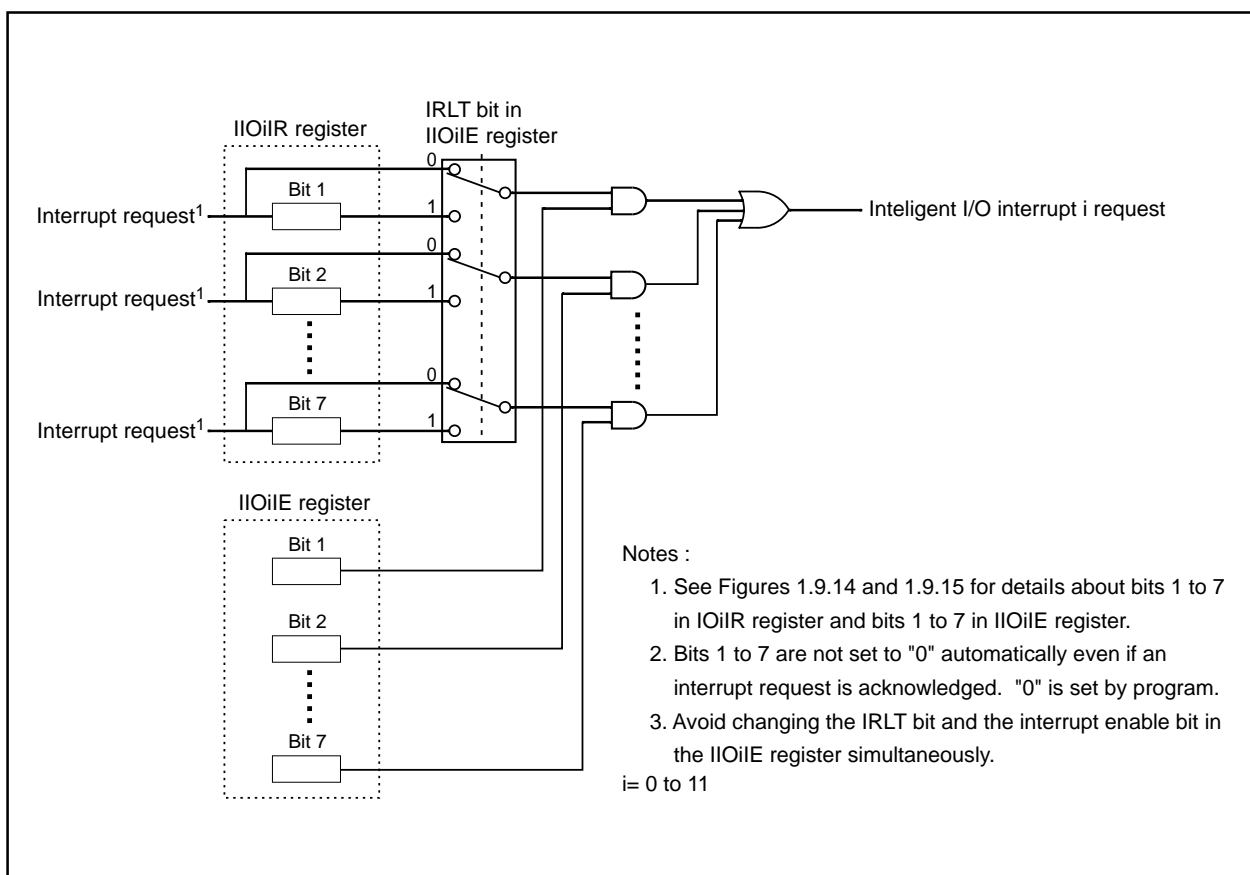 IRLT bit in
IIOiIE register
IIOiIR register
0
Bit 1
Interrupt request1
1
0
Bit 2
Interrupt request1
1
0
Bit 7
Interrupt request1
1
Inteligent I/O interrupt i request
IIOiIE register
Bit 1
Bit 2
Bit 7
Notes :
1. See Figures 1.9.14 and 1.9.15 for details about bits 1 to 7
in IOiIR register and bits 1 to 7 in IIOiIE register.
2. Bits 1 to 7 are not set to "0" automatically even if an
interrupt request is acknowledged. "0" is set by program.
3. Avoid changing the IRLT bit and the interrupt enable bit in
the IIOiIE register simultaneously.
i= 0 to 11